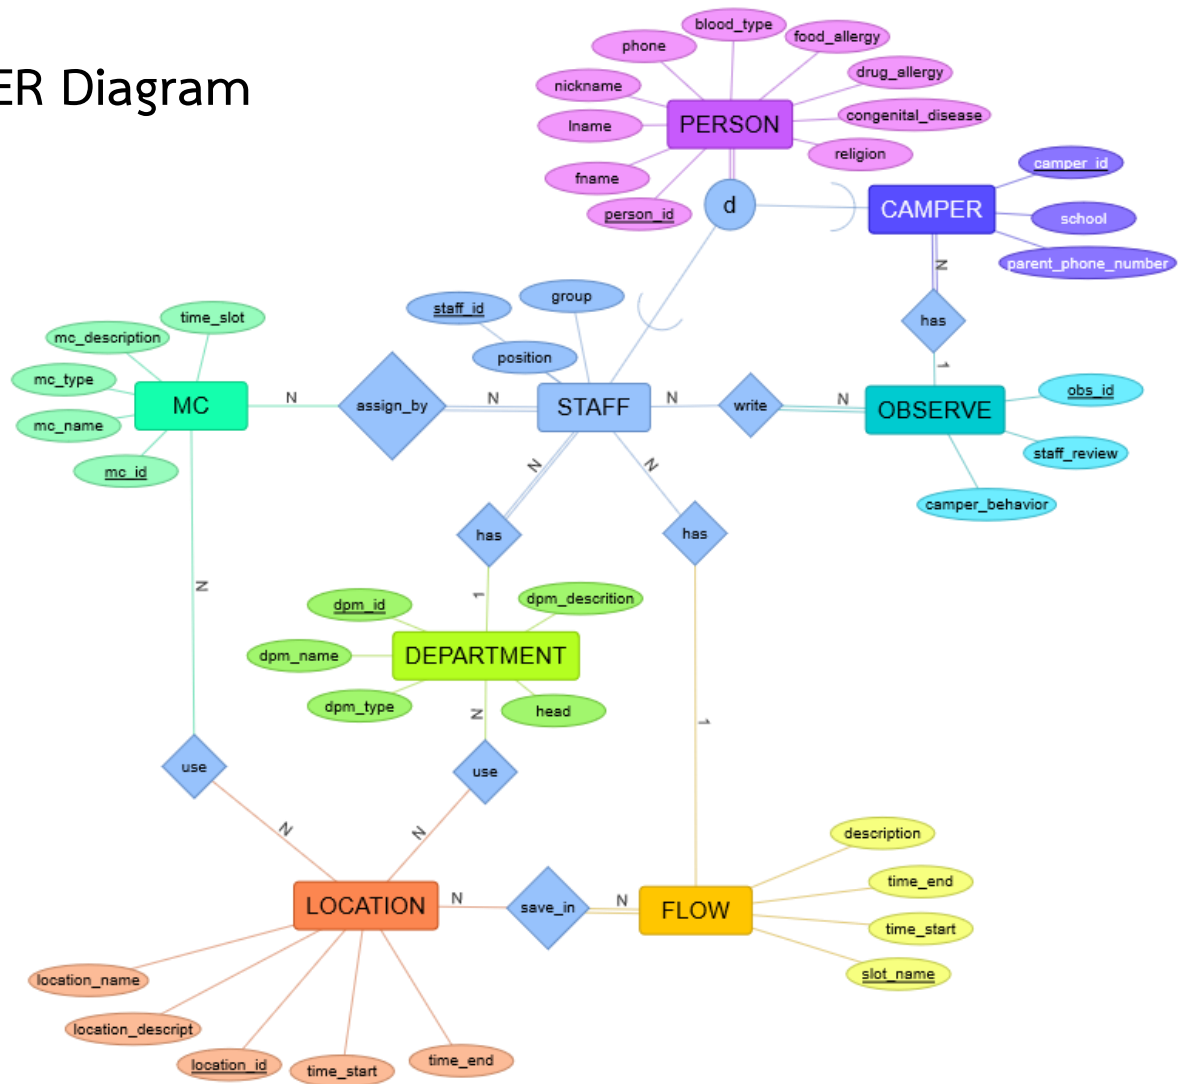 ER Diagram
blood_type
food_allergy
phone
drug_allergy
nickname
congenital_disease
lname
PERSON
religion
fname
person_id
d
camper_id
CAMPER
school
parent_phone_number
N
has
1
staff_id
group
position
time_slot
mc_description
mc_type
mc_name
mc_id
MC
N
assign_by
N
STAFF
N
write
N
OBSERVE
obs_id
staff_review
camper_behavior
N
has
1
N
has
1
dpm_id
dpm_descrition
dpm_name
DEPARTMENT
dpm_type
head
N
use
N
N
use
N
LOCATION
N
save_in
N
FLOW
description
time_end
time_start
slot_name
location_name
location_descript
location_id
time_start
time_end